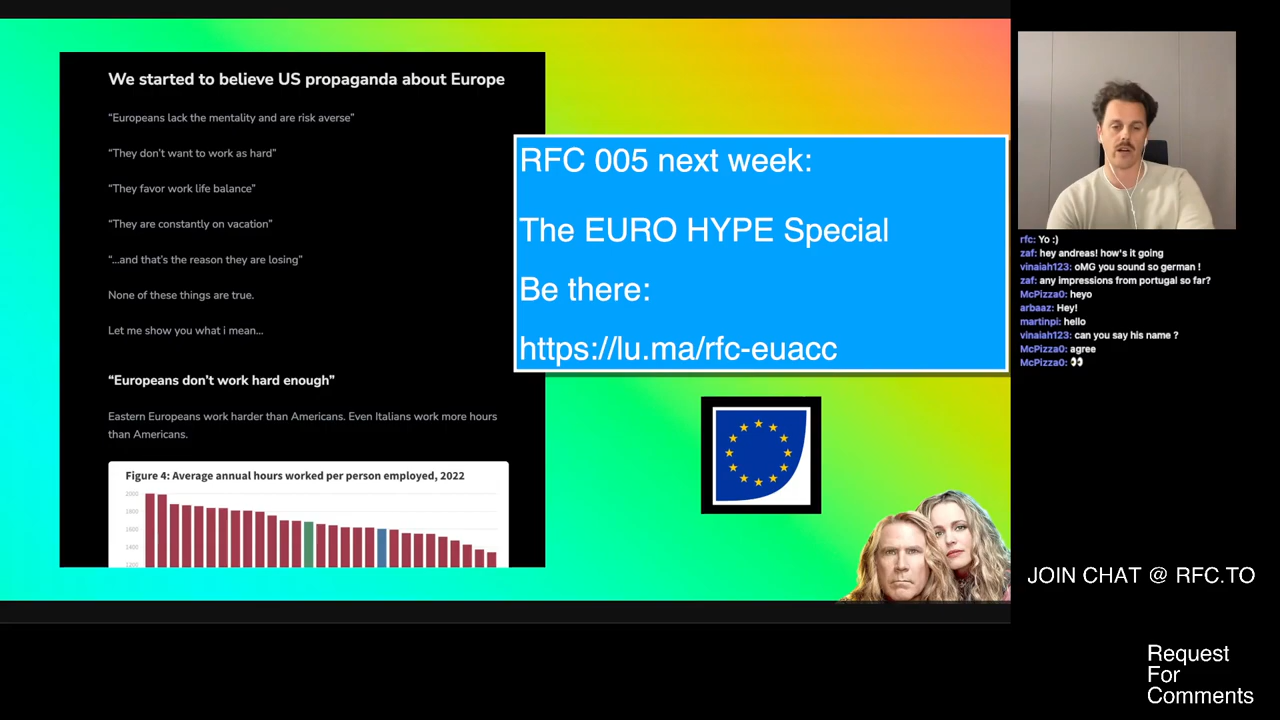 We started to believe US propaganda about Europe
“Europeans lack the mentality and are risk averse”
“They don’t want to work as hard”
“They favor work life balance”
“They are constantly on vacation”
“…and that’s the reason they are losing”
None of these things are true.
Let me show you what i mean…
“Europeans don’t work hard enough”
Eastern Europeans work harder than Americans. Even Italians work more hours
than Americans.
Figure 4: Average annual hours worked per person employed, 2022
2000
1800
1600
1400
1200
RFC 005 next week:
The EURO HYPE Special
Be there:
https://lu.ma/rfc-euacc
rfc: Yo :)
zaf: hey andreas! how's it going
vinaiah123: oMG you sound so german !
zaf: any impressions from portugal so far?
McPizza0: heyo
arbaaz: Hey!
martinpi: hello
vinaiah123: can you say his name ?
McPizza0: agree
McPizza0: 👀
JOIN CHAT @ RFC.TO
Request
For
Comments